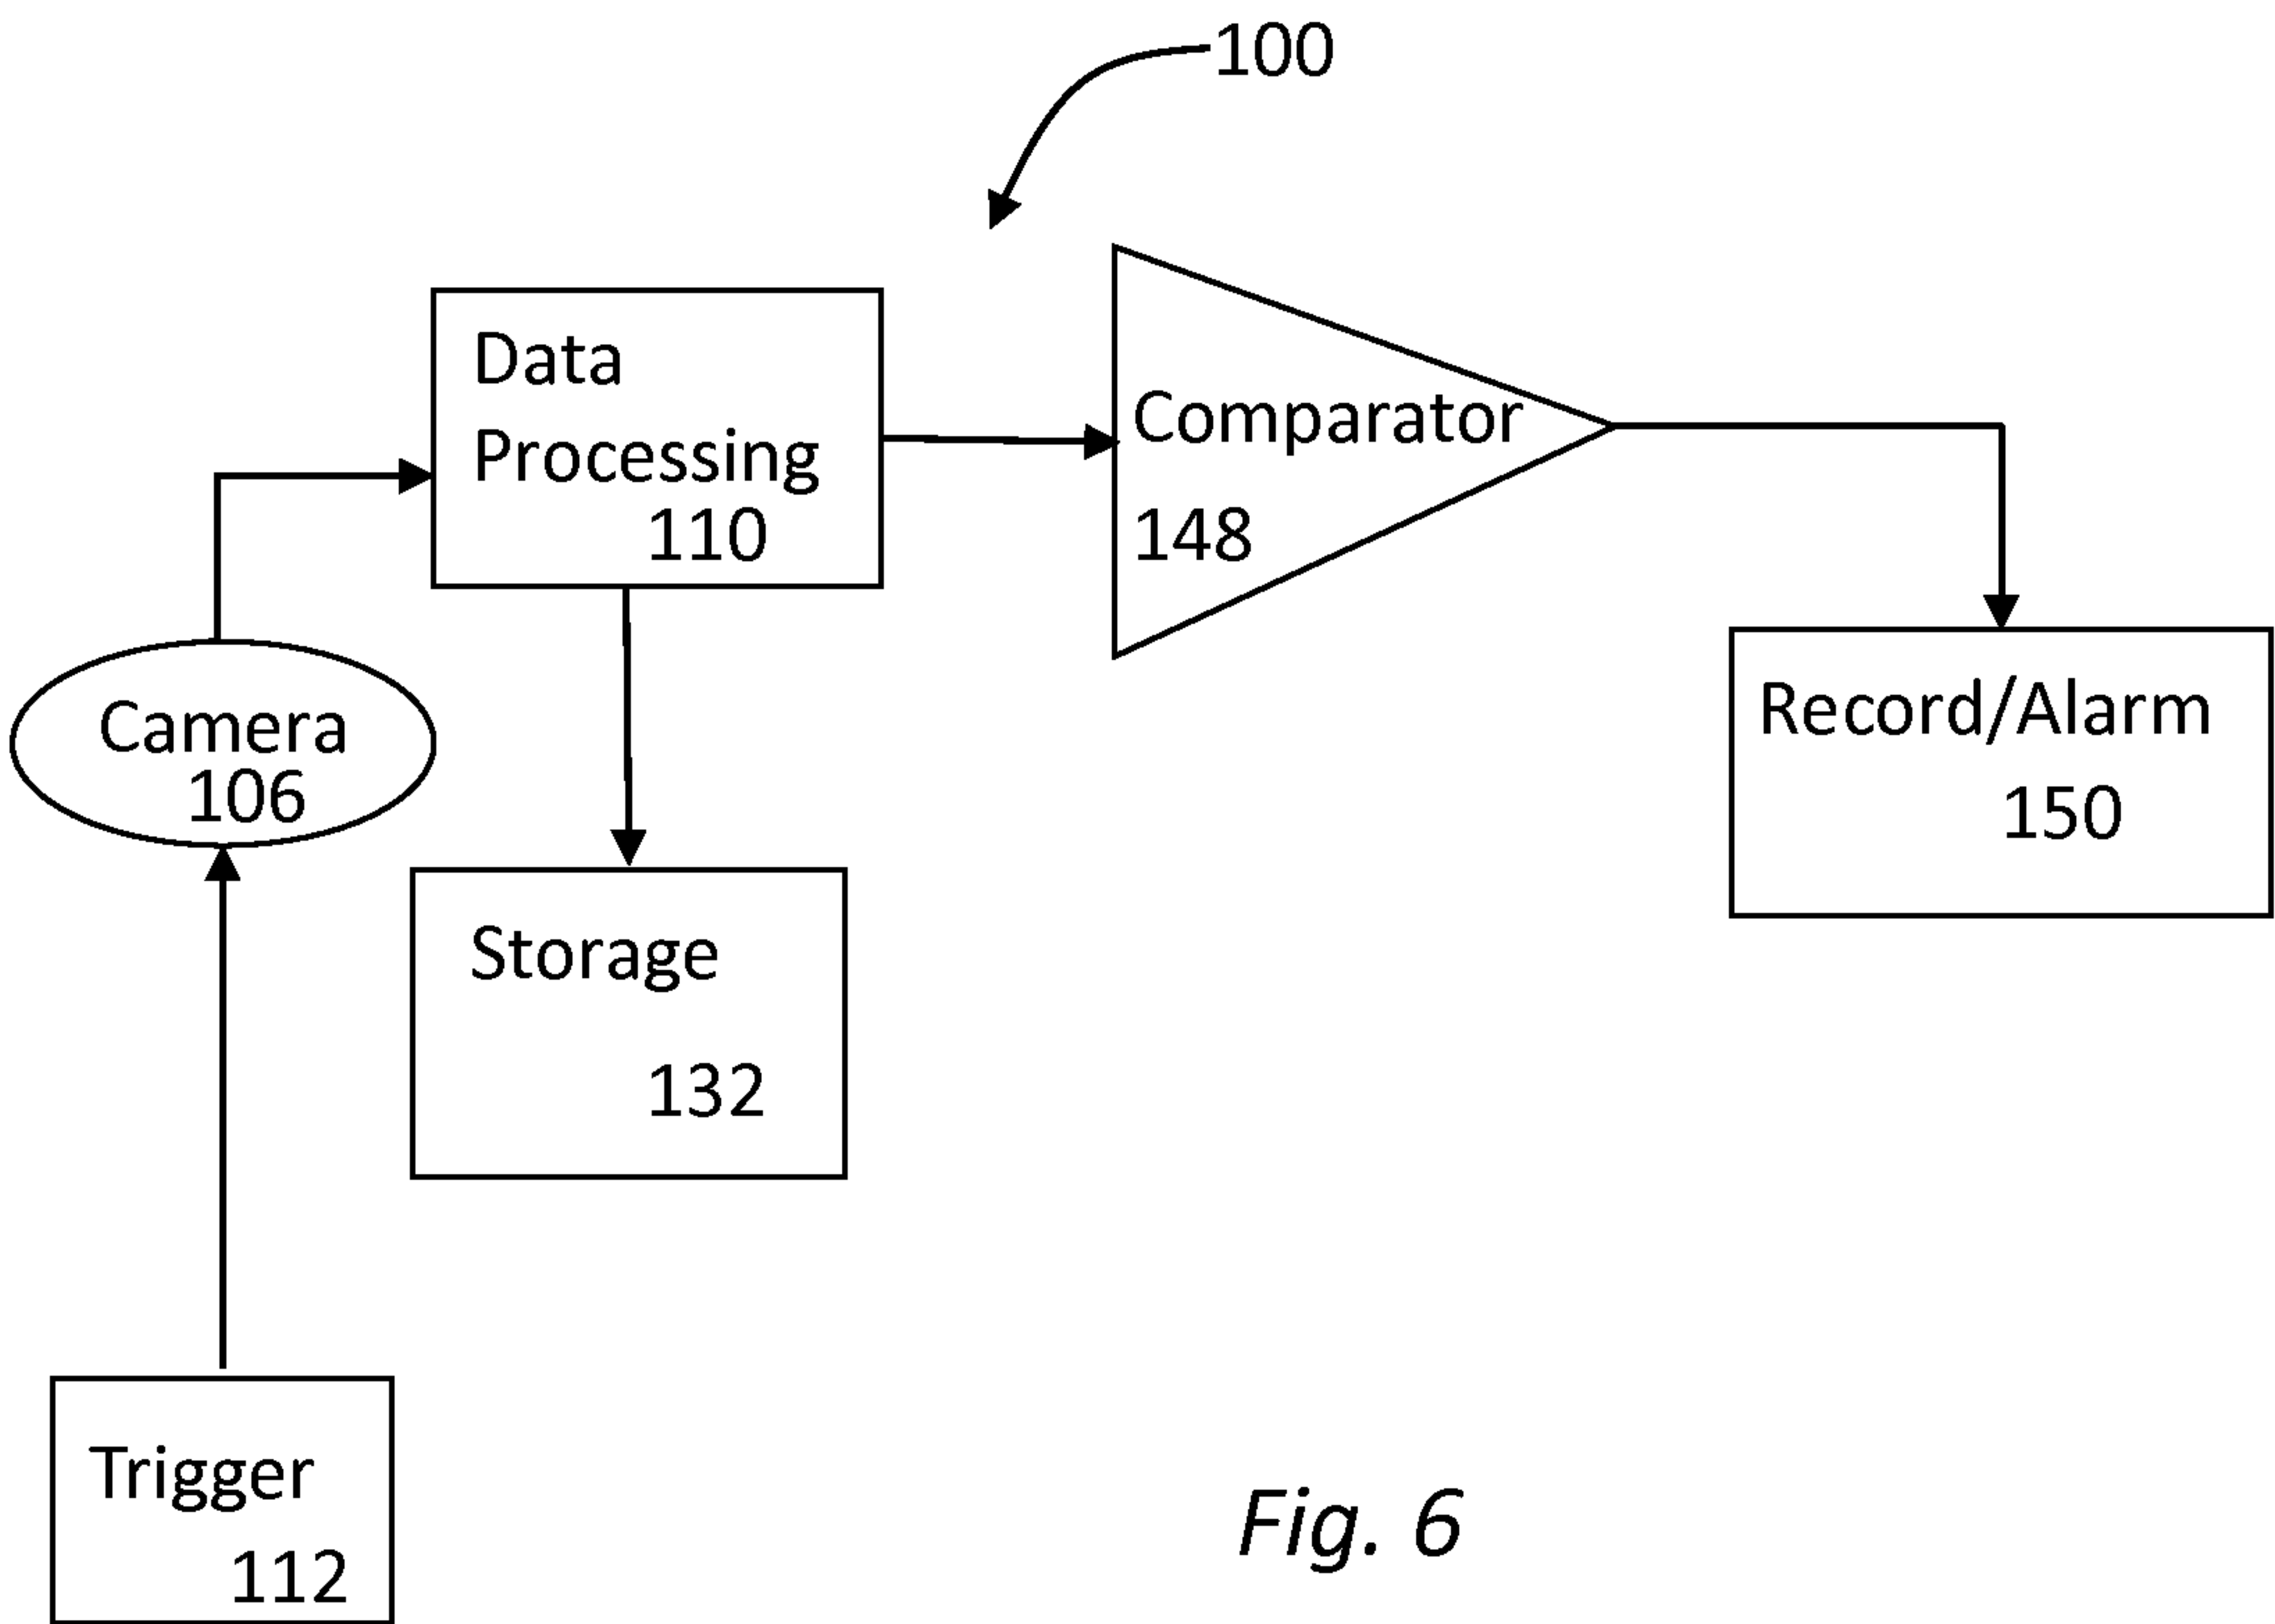 100
Data
Processing
110
Comparator
148
Camera
106
Record/Alarm
150
Storage
132
Trigger
112
Fig. 6